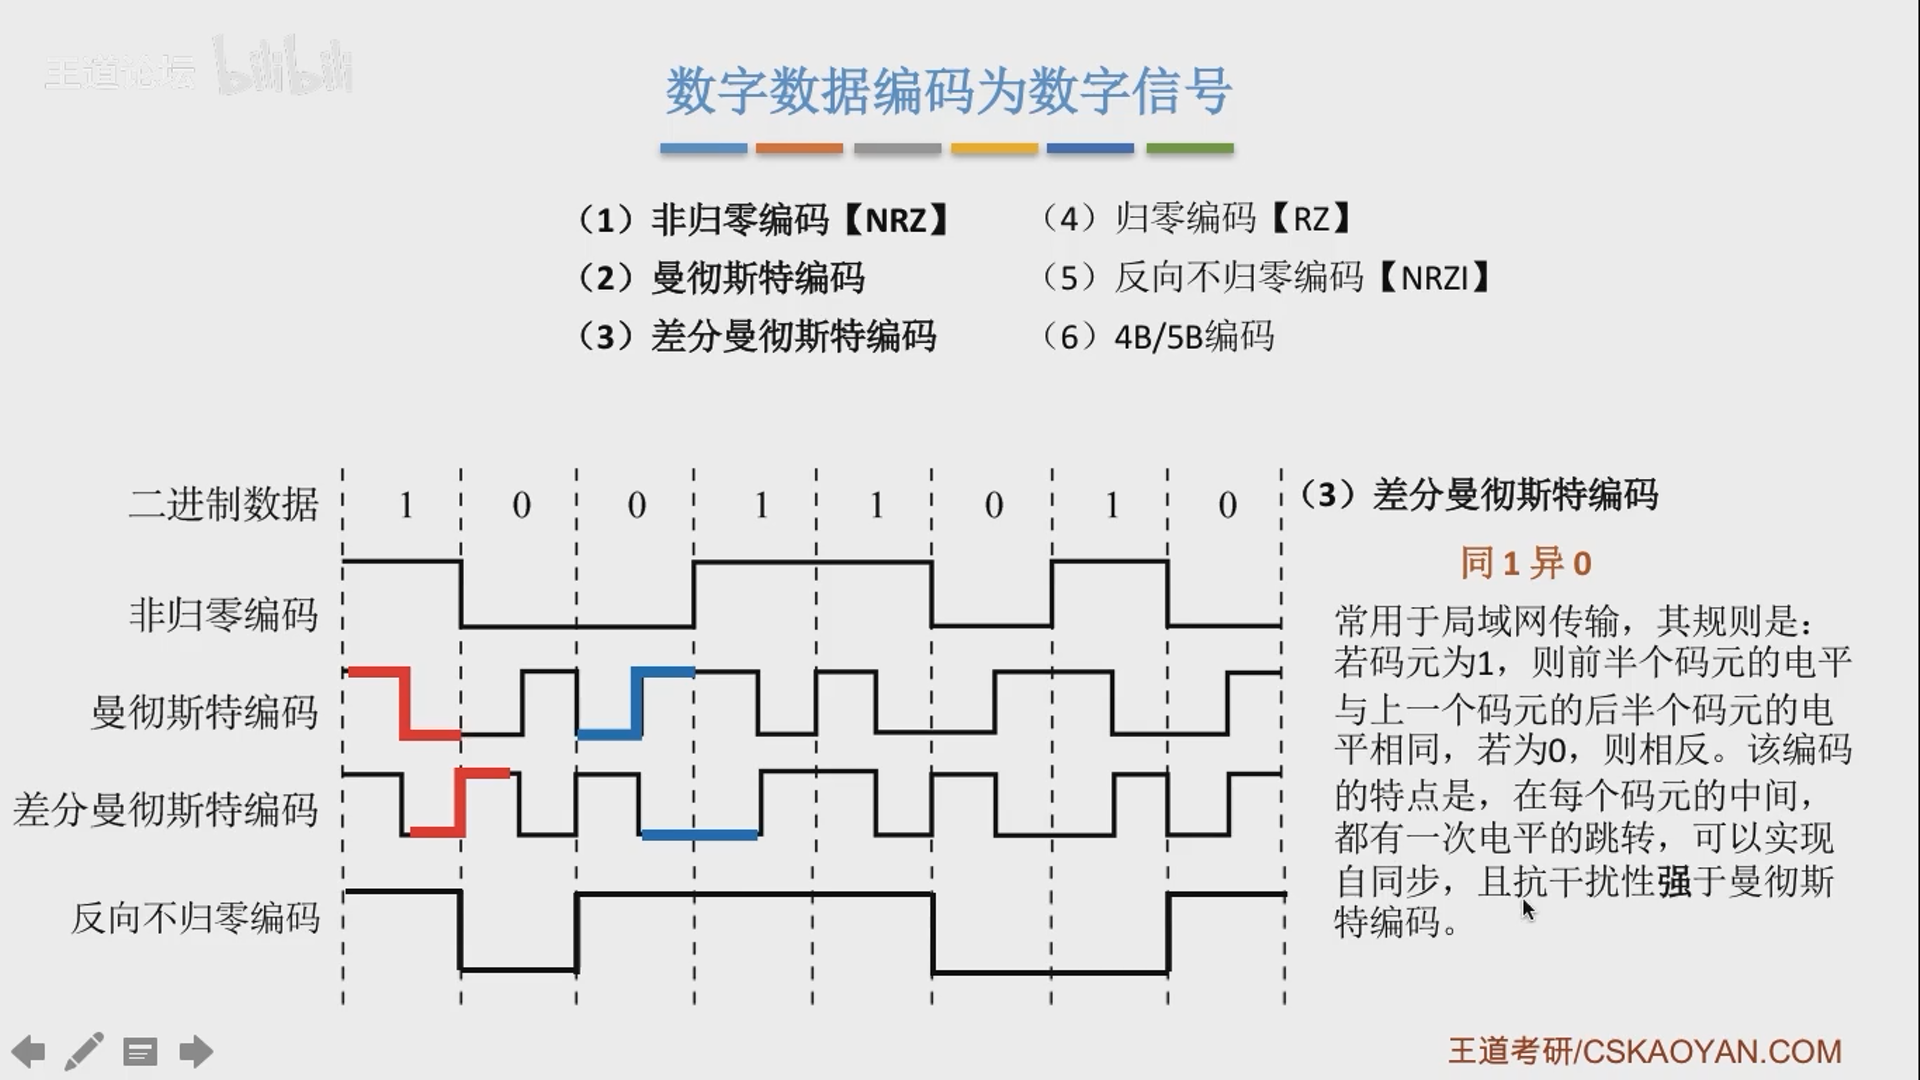 王道论坛 bilibili
数字数据编码为数字信号
（1）非归零编码【NRZ】
（2）曼彻斯特编码
（3）差分曼彻斯特编码
（4）归零编码【RZ】
（5）反向不归零编码【NRZI】
（6）4B/5B编码
二进制数据 1 0 0 1 1 0 1 0
非归零编码
曼彻斯特编码
差分曼彻斯特编码
反向不归零编码
（3）差分曼彻斯特编码
同1异0
常用于局域网传输，其规则是：
若码元为1，则前半个码元的电平
与上一个码元的后半个码元的电
平相同，若为0，则相反。该编码
的特点是，在每个码元的中间，
都有一次电平的跳转，可以实现
自同步，且抗干扰性强于曼彻斯
特编码。
王道考研/CSKAOYAN.COM